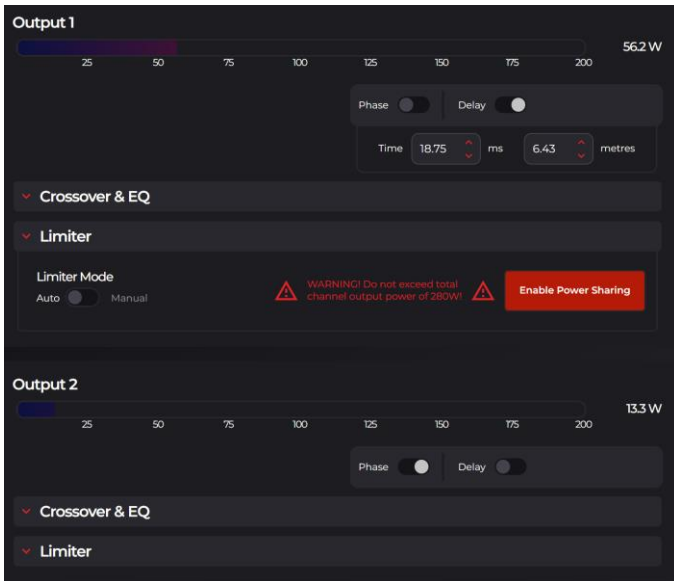 Output 1
56.2 W
25 50 75 100 125 150 175 200
Phase Delay
Time 18.75 ms 6.43 metres
Crossover & EQ
Limiter
Limiter Mode
Auto Manual
WARNING! Do not exceed total
channel output power of 280W!
Enable Power Sharing
Output 2
13.3 W
25 50 75 100 125 150 175 200
Phase Delay
Crossover & EQ
Limiter